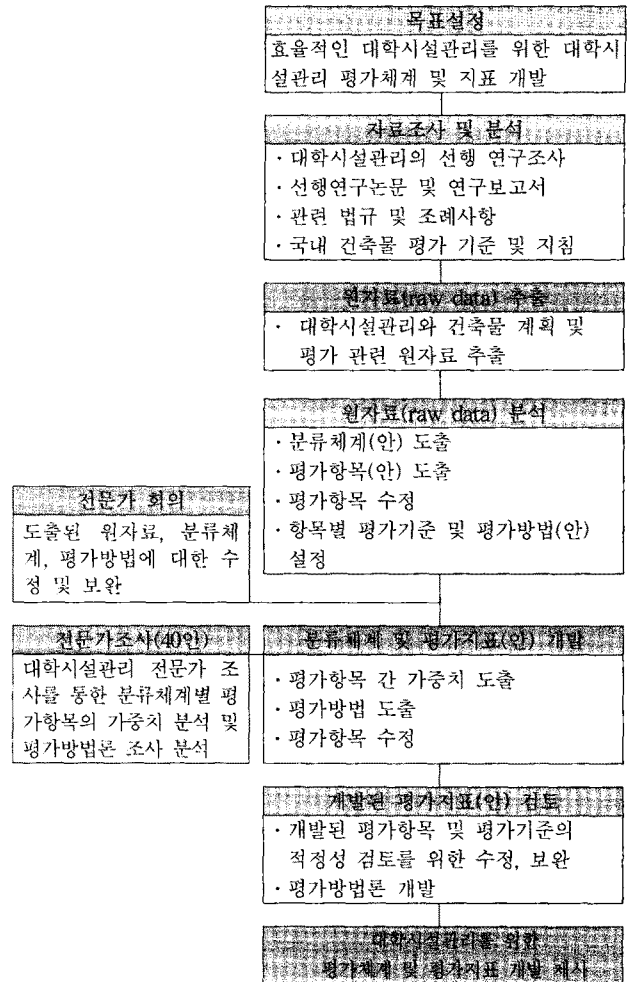 목표설정
효율적인 대학시설관리를 위한 대학시
설관리 평가체계 및 지표 개발
자료조사 및 분석
· 대학시설관리의 선행 연구조사
· 선행연구논문 및 연구보고서
· 관련 법규 및 조례사항
· 국내 건축물 평가 기준 및 지침
원자료(raw data) 추출
· 대학시설관리와 건축물 계획 및
평가 관련 원자료 추출
원자료(raw data) 분석
· 분류체계(안) 도출
· 평가항목(안) 도출
· 평가항목 수정
· 항목별 평가기준 및 평가방법(안)
설정
전문가 회의
도출된 원자료, 분류체
계, 평가방법에 대한 수
정 및 보완
전문가조사(40인)
대학시설관리 전문가 조
사를 통한 분류체계별 평
가항목의 가중치 분석 및
평가방법론 조사 분석
분류체계 및 평가지표(안) 개발
· 평가항목 간 가중치 도출
· 평가방법 도출
· 평가항목 수정
개발된 평가지표(안) 검토
· 개발된 평가항목 및 평가기준의
적정성 검토를 위한 수정, 보완
· 평가방법론 개발
대학시설관리를 위한
평가체계 및 평가지표 개발 제시